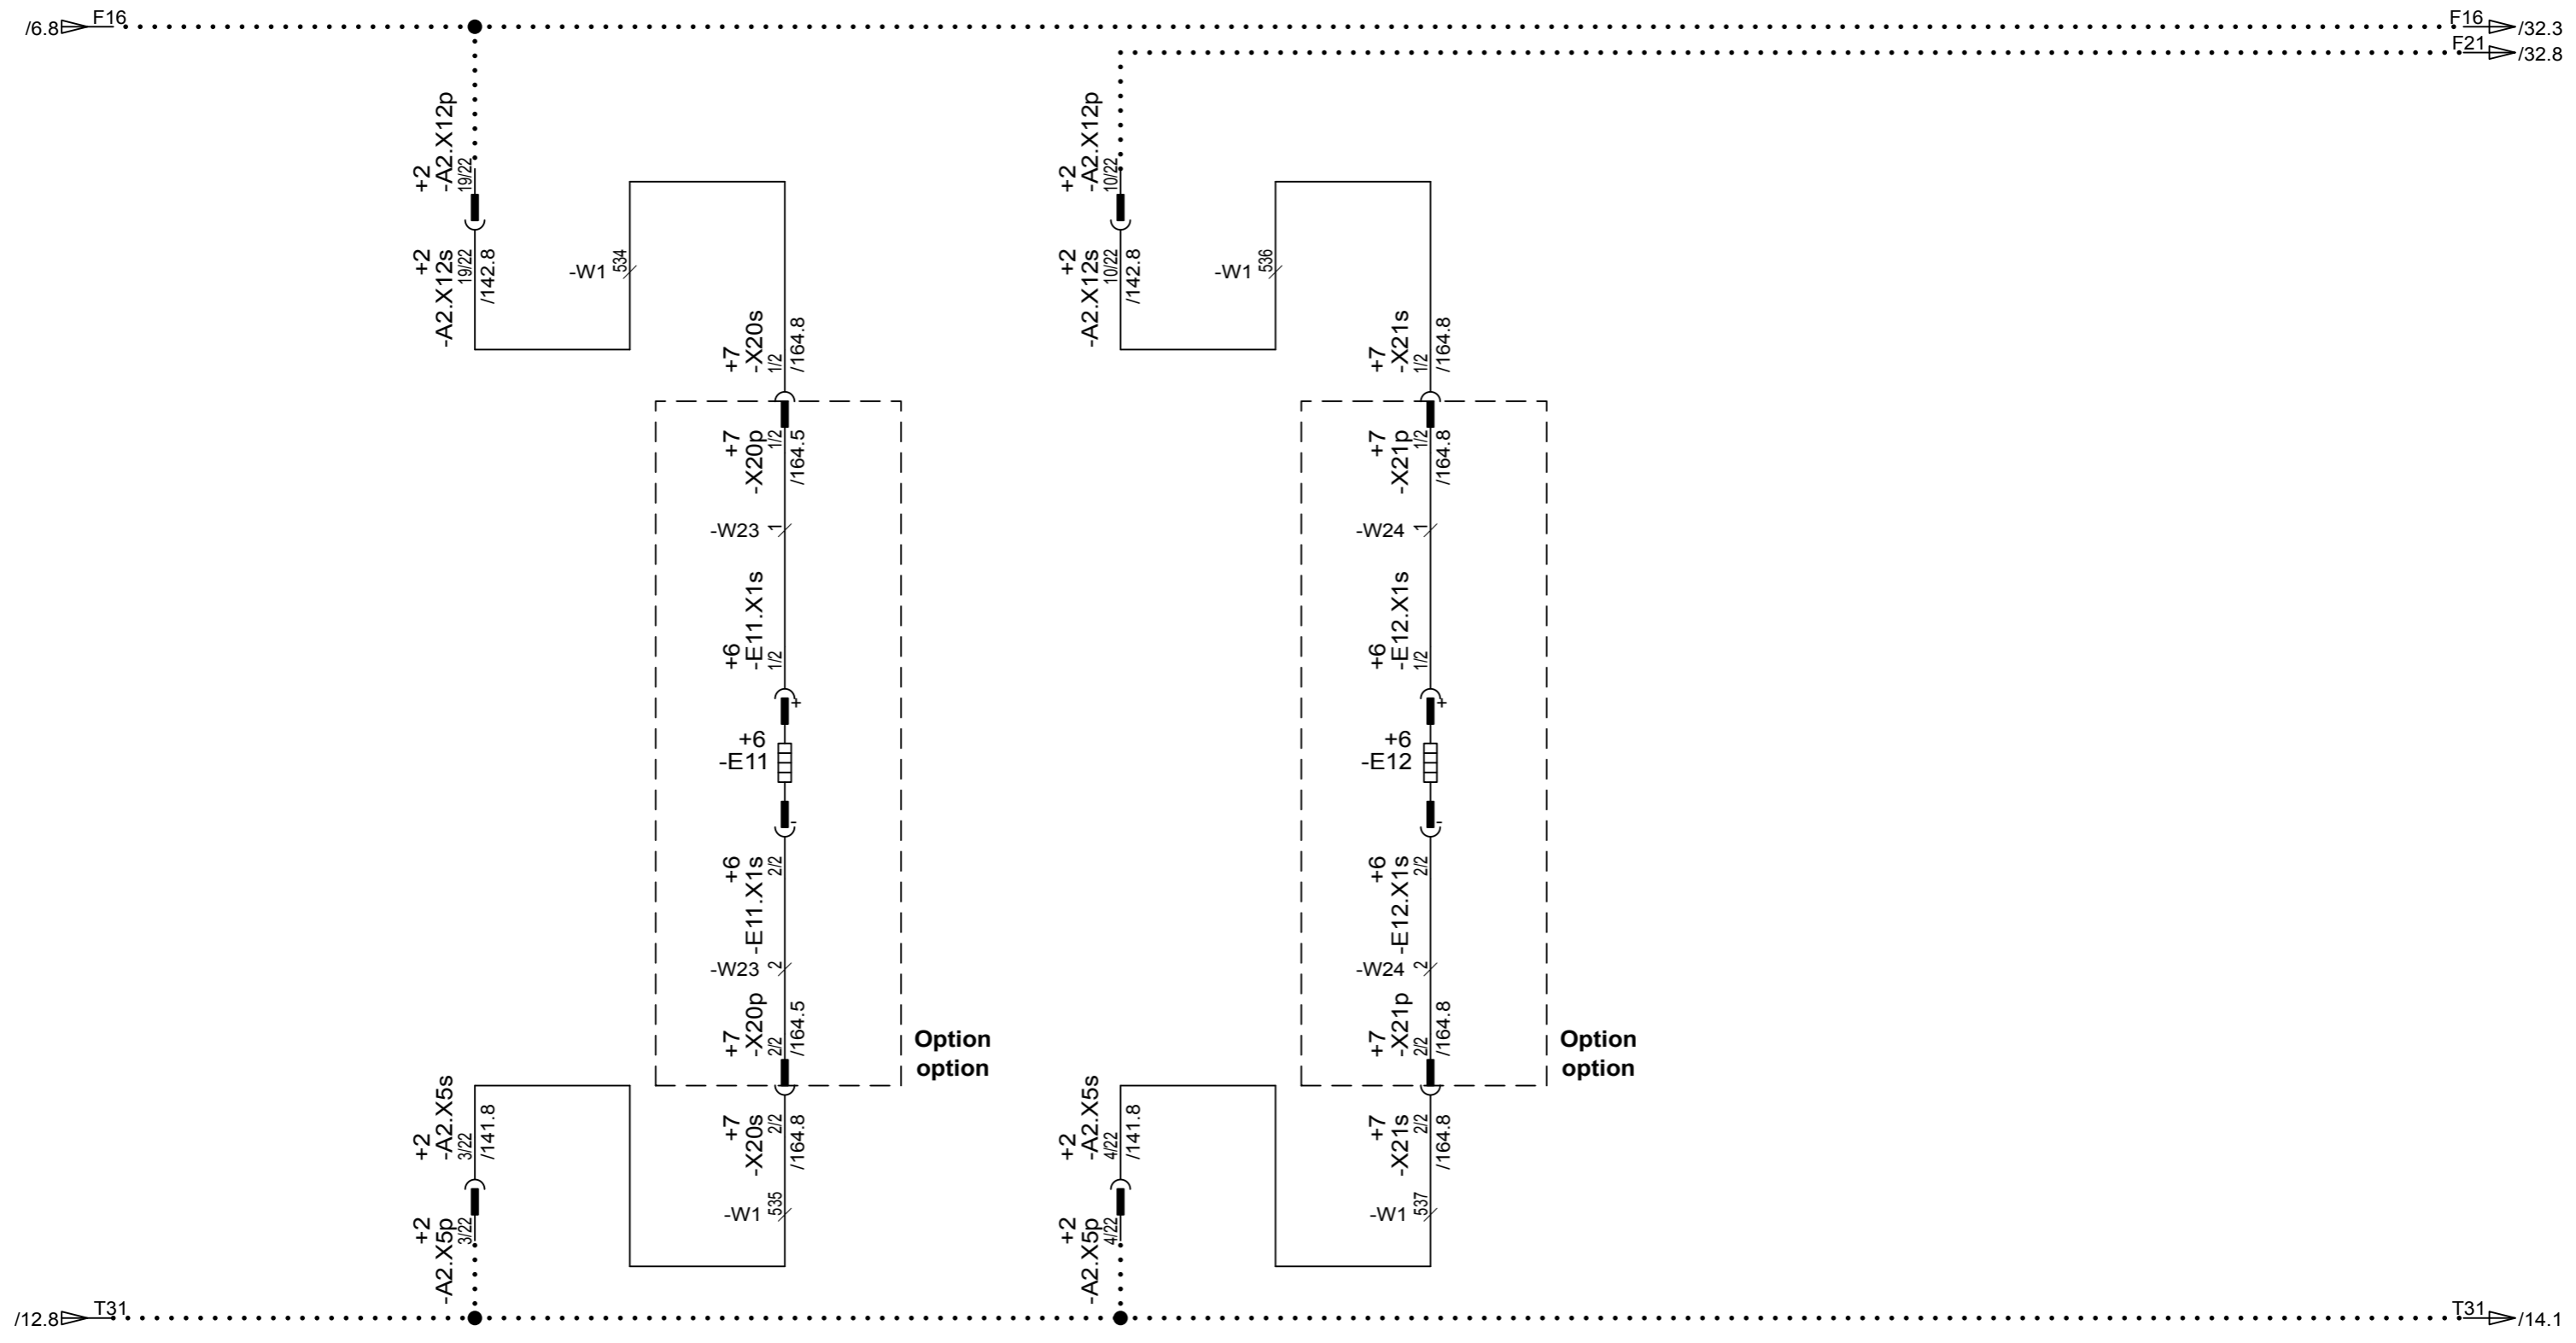 /6.8 F16
F16 /32.3
F21 /32.8
+2
-A2.X12p
19/22
+2
-A2.X12s
19/22
/142.8
-W1 534
+7
-X20s
1/2
/164.8
+7
-X20p
1/2
/164.5
-W23 1
+6
-E11.X1s
1/2
+
+6
-E11
-
+6
-E11.X1s
2/2
-W23 2
+7
-X20p
2/2
/164.5
Option
option
+7
-X20s
2/2
/164.8
-W1 535
+2
-A2.X5s
3/22
/141.8
+2
-A2.X5p
3/22
+2
-A2.X12p
10/22
+2
-A2.X12s
10/22
/142.8
-W1 536
+7
-X21s
1/2
/164.8
+7
-X21p
1/2
/164.8
-W24 1
+6
-E12.X1s
1/2
+
+6
-E12
-
+6
-E12.X1s
2/2
-W24 2
+7
-X21p
2/2
/164.8
Option
option
+7
-X21s
2/2
/164.8
-W1 537
+2
-A2.X5s
4/22
/141.8
+2
-A2.X5p
4/22
/12.8 T31
T31 /14.1